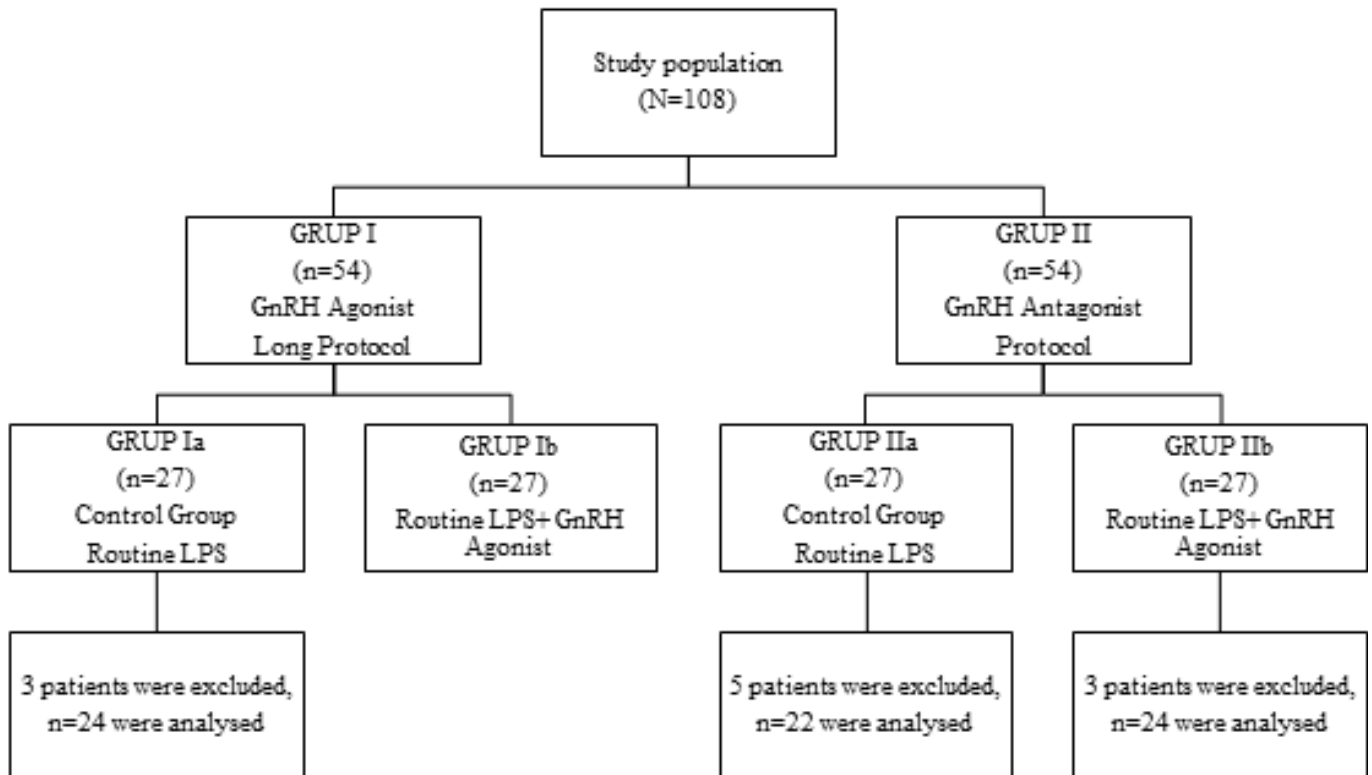 Study population
(N=108)
GRUP I
(n=54)
GnRH Agonist
Long Protocol
GRUP II
(n=54)
GnRH Antagonist
Protocol
GRUP Ia
(n=27)
Control Group
Routine LPS
GRUP Ib
(n=27)
Routine LPS+ GnRH
Agonist
GRUP IIa
(n=27)
Control Group
Routine LPS
GRUP IIb
(n=27)
Routine LPS+ GnRH
Agonist
3 patients were excluded,
n=24 were analysed
5 patients were excluded,
n=22 were analysed
3 patients were excluded,
n=24 were analysed